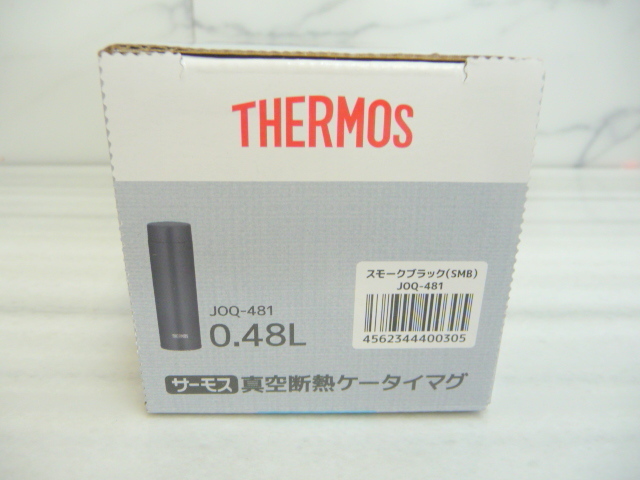 THERMOS
スモークブラック(SMB)
JOQ-481
4562344400305
JOQ-481
0.48L
サーモス 真空断熱ケータイマグ